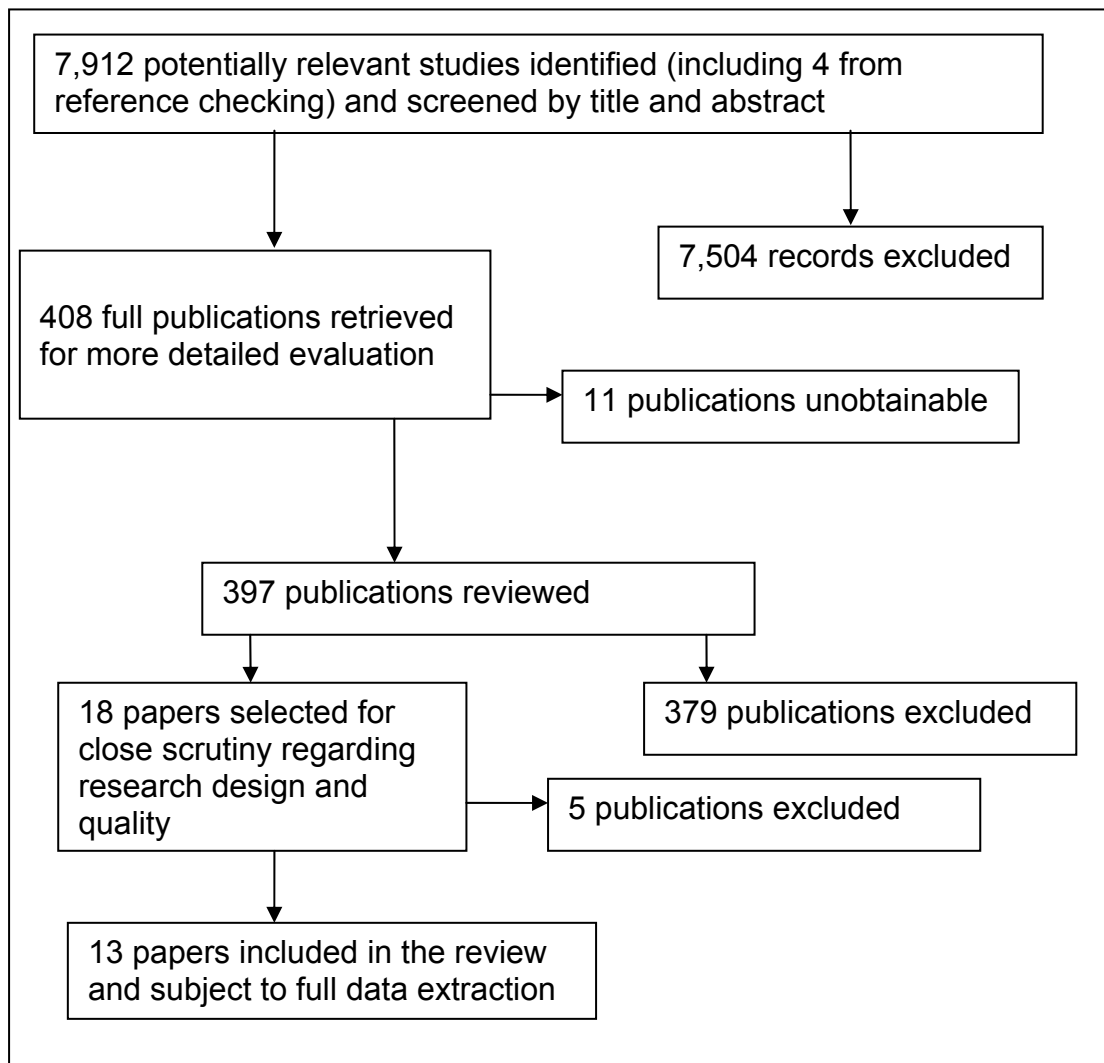 7,912 potentially relevant studies identified (including 4 from
reference checking) and screened by title and abstract
7,504 records excluded
408 full publications retrieved
for more detailed evaluation
11 publications unobtainable
397 publications reviewed
18 papers selected for
close scrutiny regarding
research design and
quality
379 publications excluded
5 publications excluded
13 papers included in the review
and subject to full data extraction